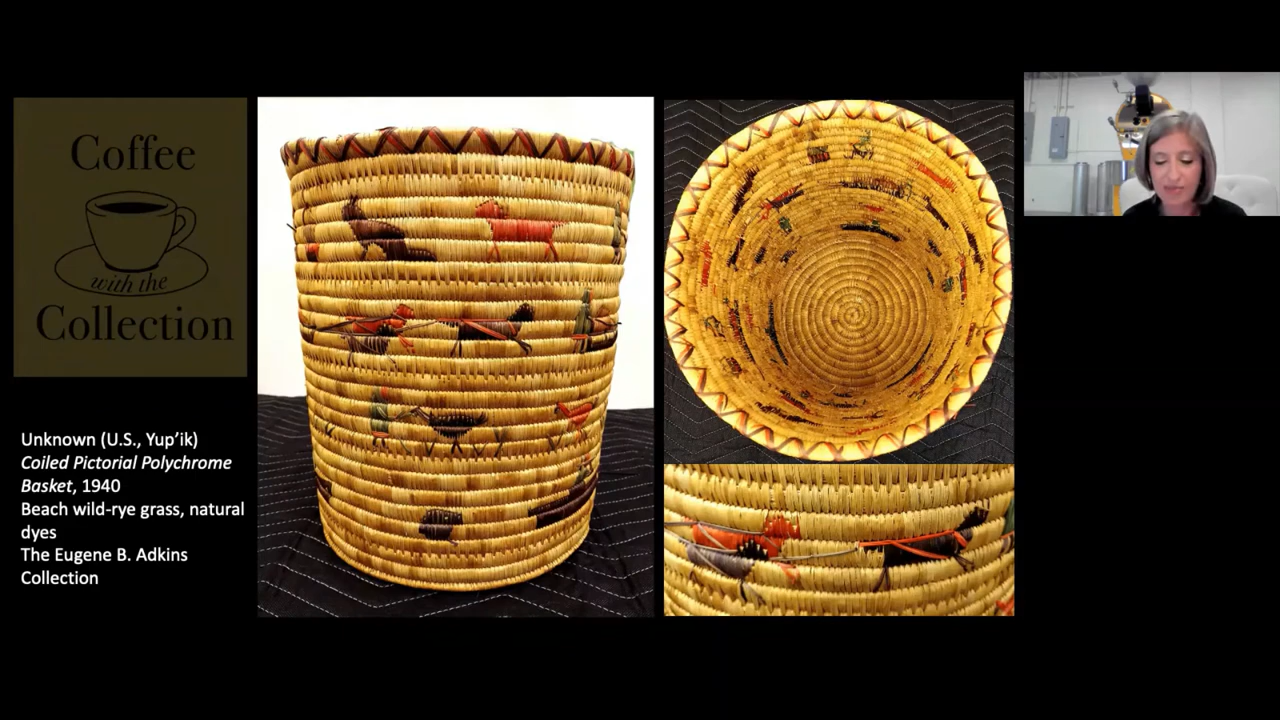 Coffee
with the
Collection
Unknown (U.S., Yup’ik)
Coiled Pictorial Polychrome
Basket, 1940
Beach wild-rye grass, natural
dyes
The Eugene B. Adkins
Collection